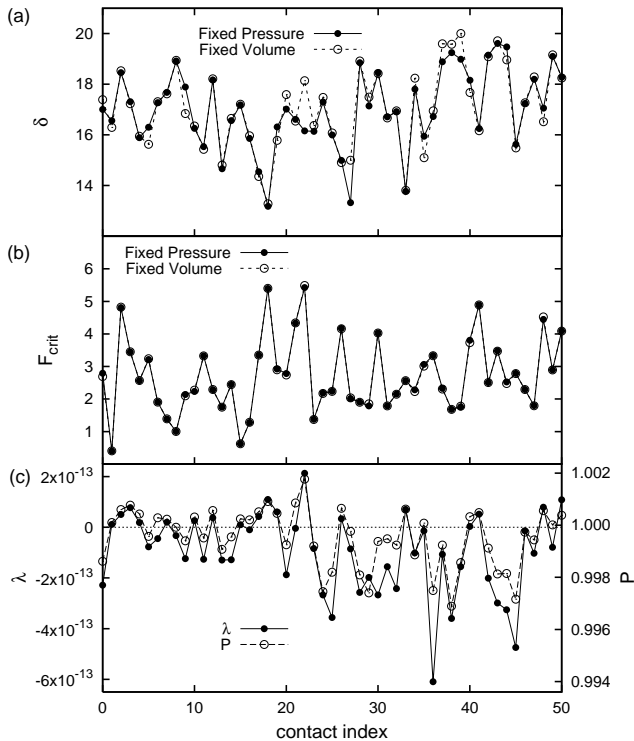 (a)
20
18
16
14
δ
Fixed Pressure
Fixed Volume
(b)
6
5
4
3
2
1
F_crit
Fixed Pressure
Fixed Volume
(c)
2x10^-13
0
-2x10^-13
-4x10^-13
-6x10^-13
λ
λ
P
1.002
1.000
0.998
0.996
0.994
P
0 10 20 30 40 50
contact index